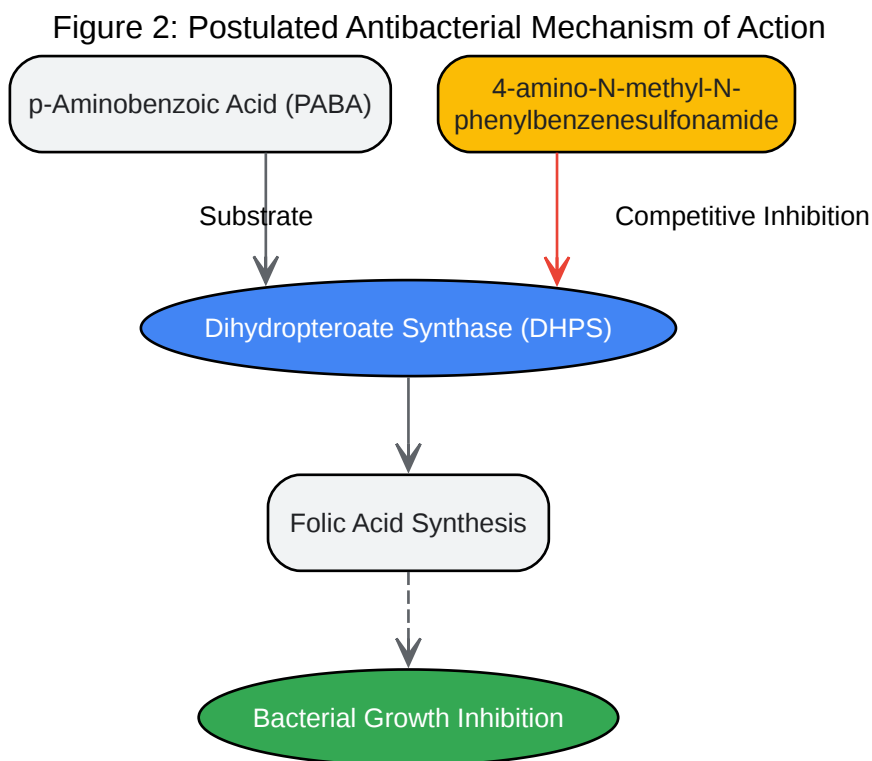 Figure 2: Postulated Antibacterial Mechanism of Action
p-Aminobenzoic Acid (PABA)
4-amino-N-methyl-N-
phenylbenzenesulfonamide
Substrate
Competitive Inhibition
Dihydropteroate Synthase (DHPS)
Folic Acid Synthesis
Bacterial Growth Inhibition